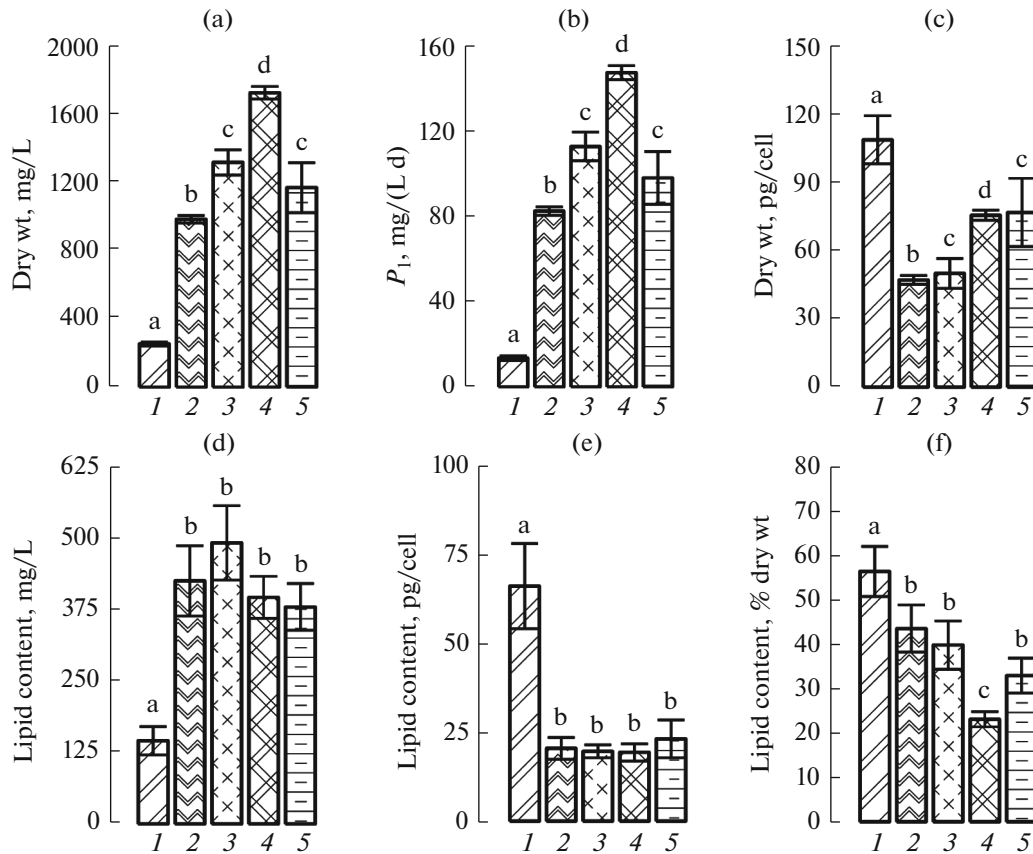 (a)
Dry wt, mg/L
2000
1600
1200
800
400
0
a
b
c
d
c
1 2 3 4 5
(b)
P1, mg/(L d)
160
120
80
40
0
a
b
c
d
c
1 2 3 4 5
(c)
Dry wt, pg/cell
150
120
90
60
30
0
a
b
c
d
c
1 2 3 4 5
(d)
Lipid content, mg/L
625
500
375
250
125
0
a
b
b
b
b
1 2 3 4 5
(e)
Lipid content, pg/cell
100
75
50
25
0
a
b
b
b
b
1 2 3 4 5
(f)
Lipid content, % dry wt
80
70
60
50
40
30
20
10
0
a
b
b
c
b
1 2 3 4 5